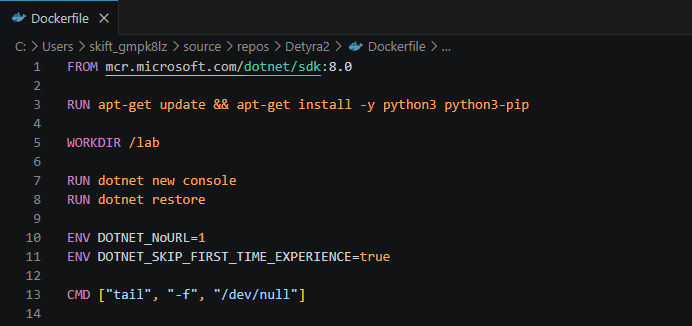 Dockerfile
C: > Users > skift_gmpk8lz > source > repos > Detyra2 > Dockerfile > ...
1 FROM mcr.microsoft.com/dotnet/sdk:8.0
2
3 RUN apt-get update && apt-get install -y python3 python3-pip
4
5 WORKDIR /lab
6
7 RUN dotnet new console
8 RUN dotnet restore
9
10 ENV DOTNET_NoURL=1
11 ENV DOTNET_SKIP_FIRST_TIME_EXPERIENCE=true
12
13 CMD ["tail", "-f", "/dev/null"]
14